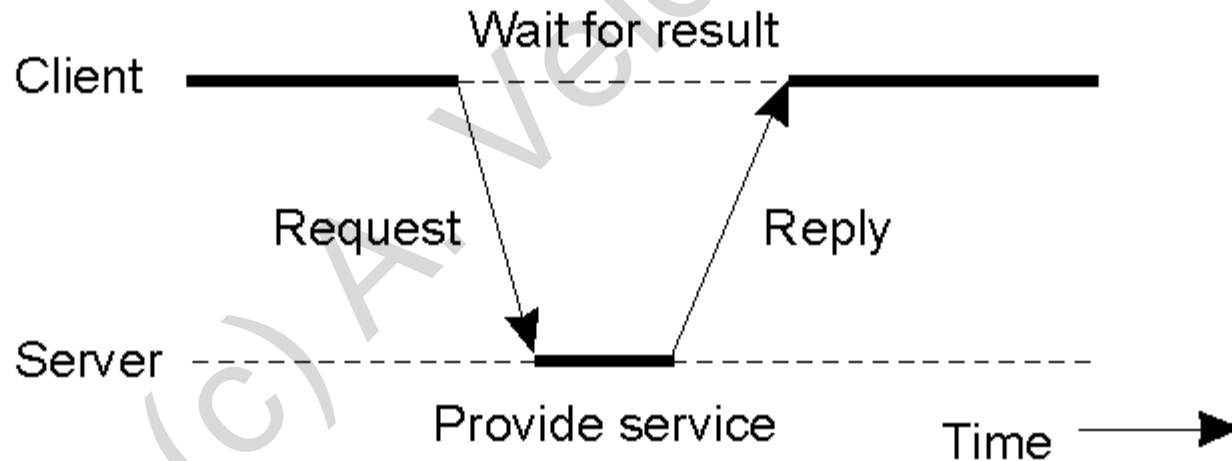 Wait for result
Client
Request
Reply
Server
Provide service
Time
(c) A.